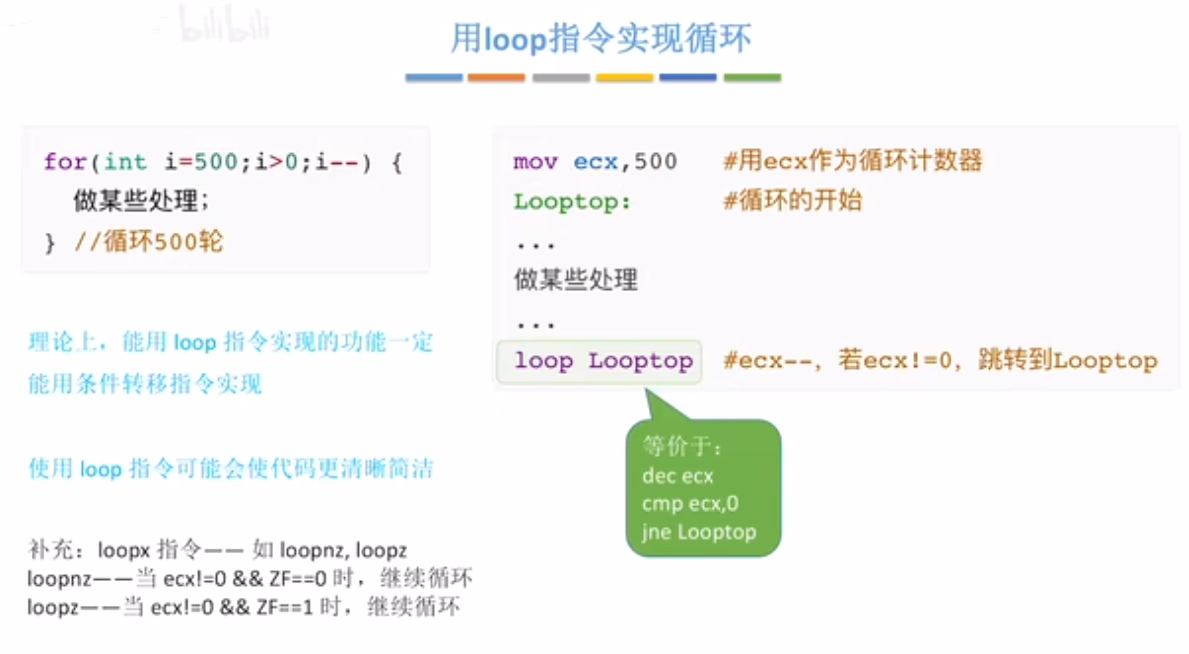 bilibili
用loop指令实现循环
for(int i=500;i>0;i--) {
做某些处理;
} //循环500轮
mov ecx,500 #用ecx作为循环计数器
Looptop: #循环的开始
...
做某些处理
...
loop Looptop #ecx--，若ecx!=0，跳转到Looptop
等价于：
dec ecx
cmp ecx,0
jne Looptop
理论上，能用 loop 指令实现的功能一定
能用条件转移指令实现
使用 loop 指令可能会使代码更清晰简洁
补充：loopx 指令—— 如 loopnz, loopz
loopnz——当 ecx!=0 && ZF==0 时，继续循环
loopz——当 ecx!=0 && ZF==1 时，继续循环